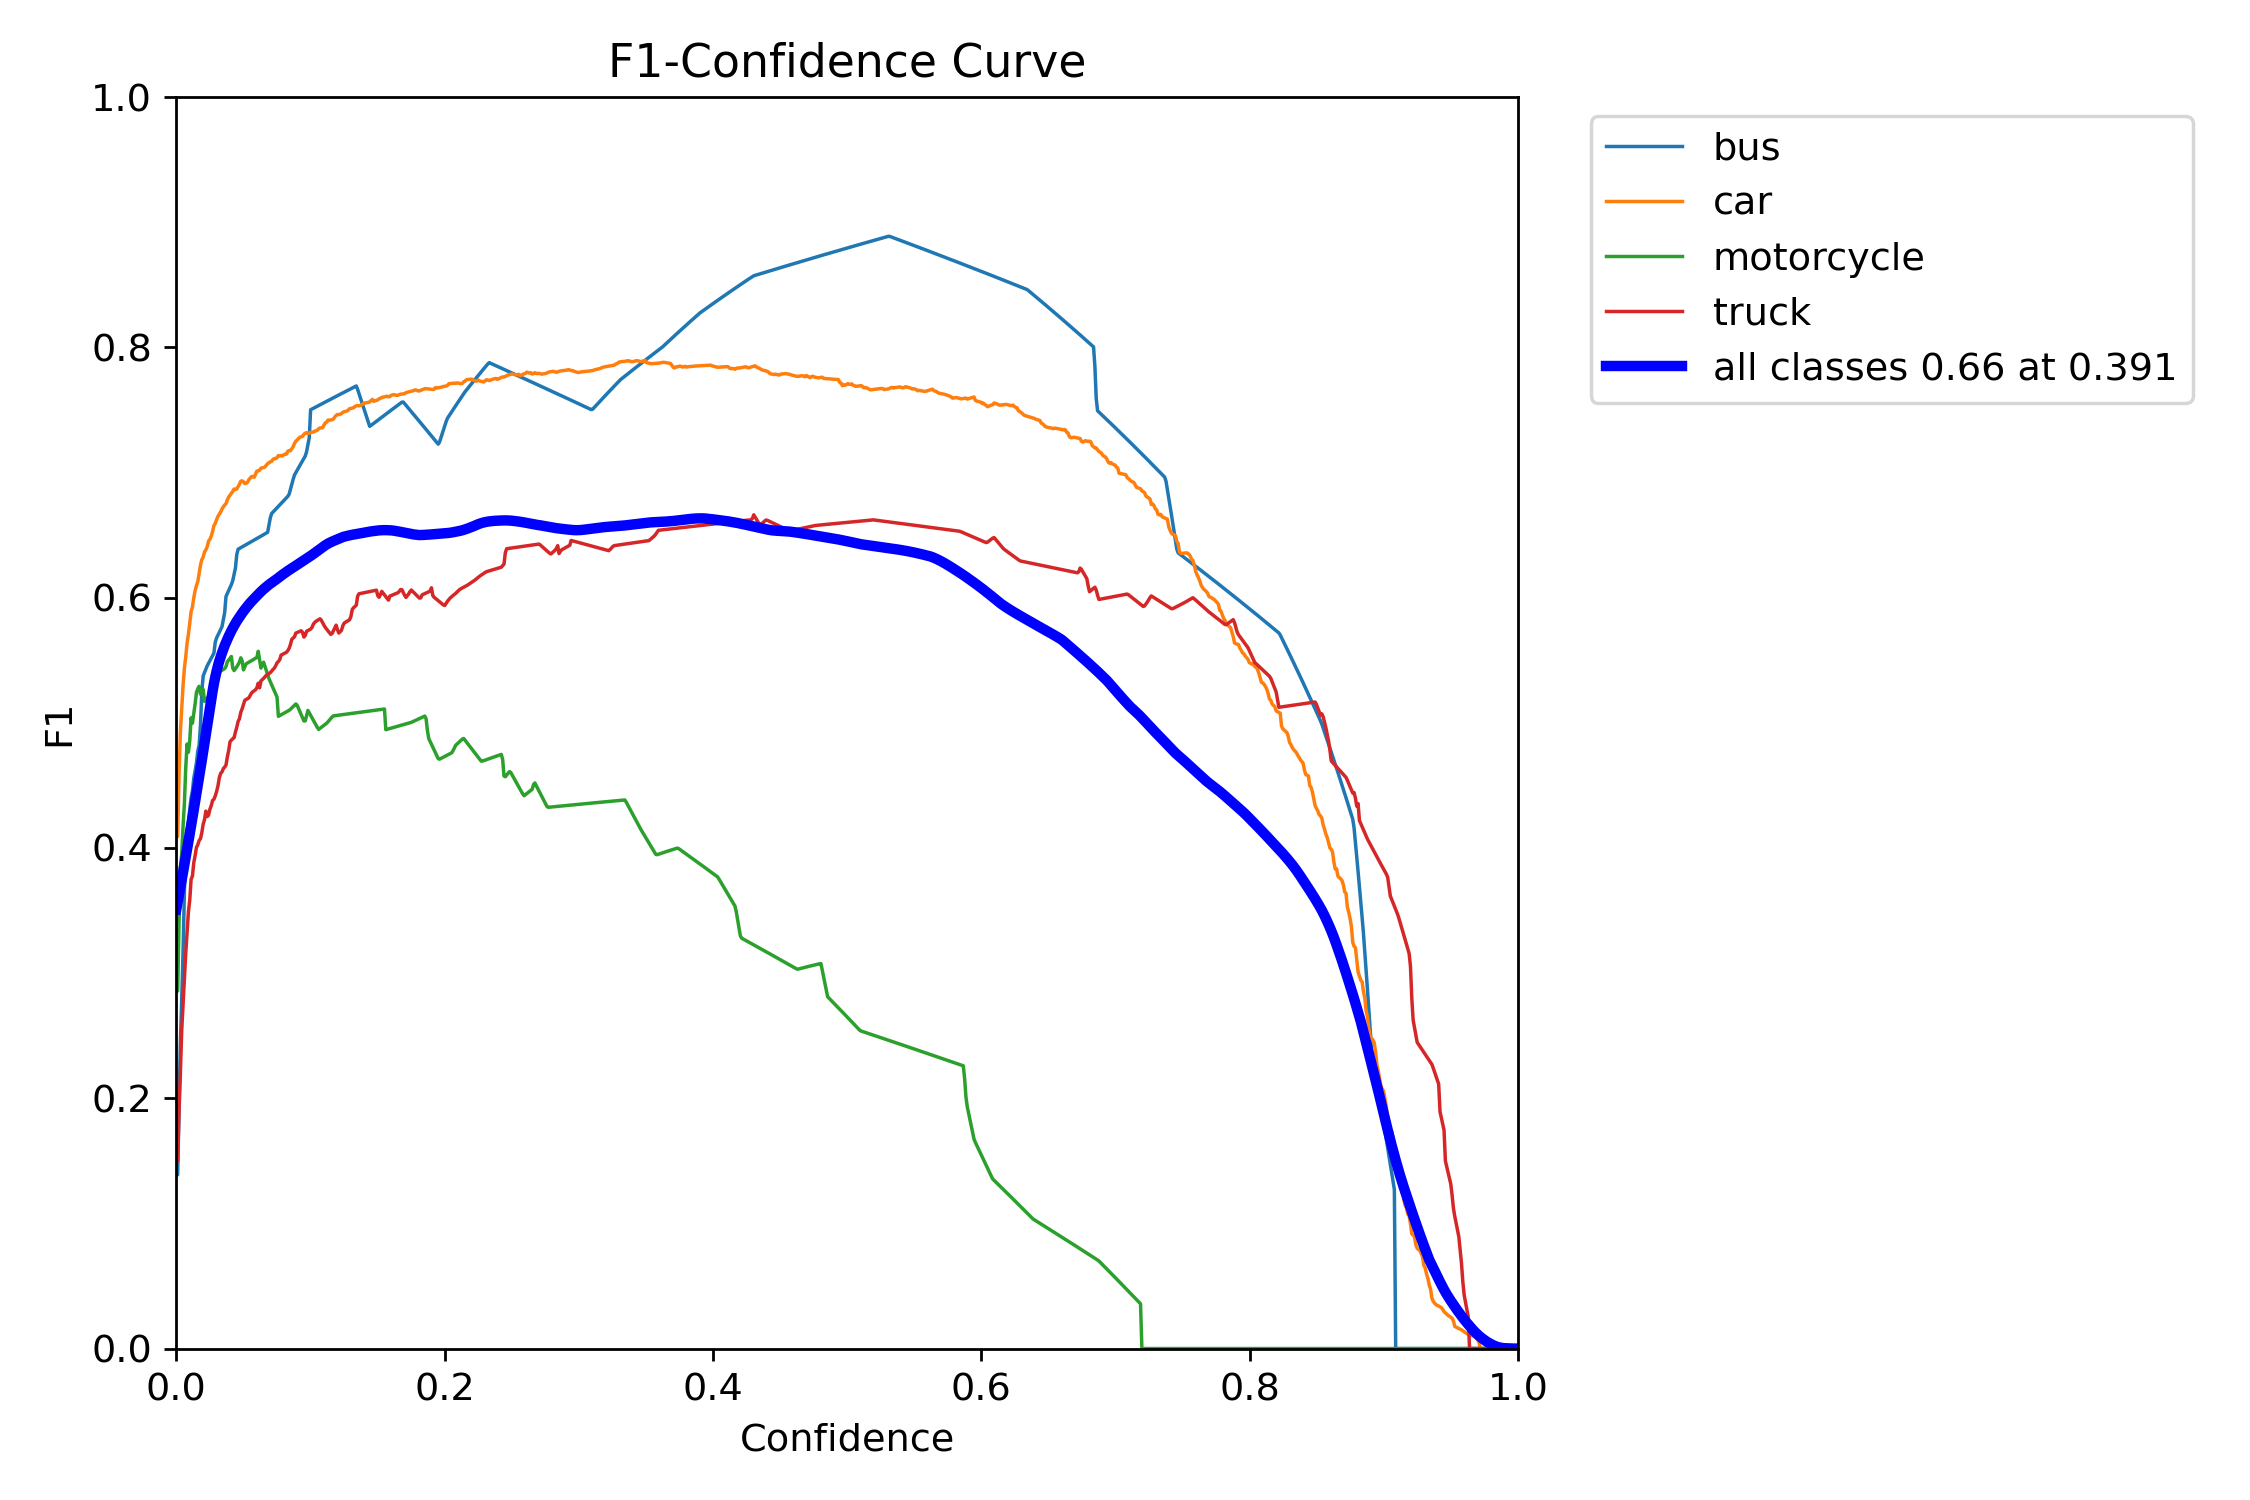 F1-Confidence Curve
1.0
0.8
0.6
0.4
0.2
0.0
F1
0.0 0.2 0.4 0.6 0.8 1.0
Confidence
bus
car
motorcycle
truck
all classes 0.66 at 0.391